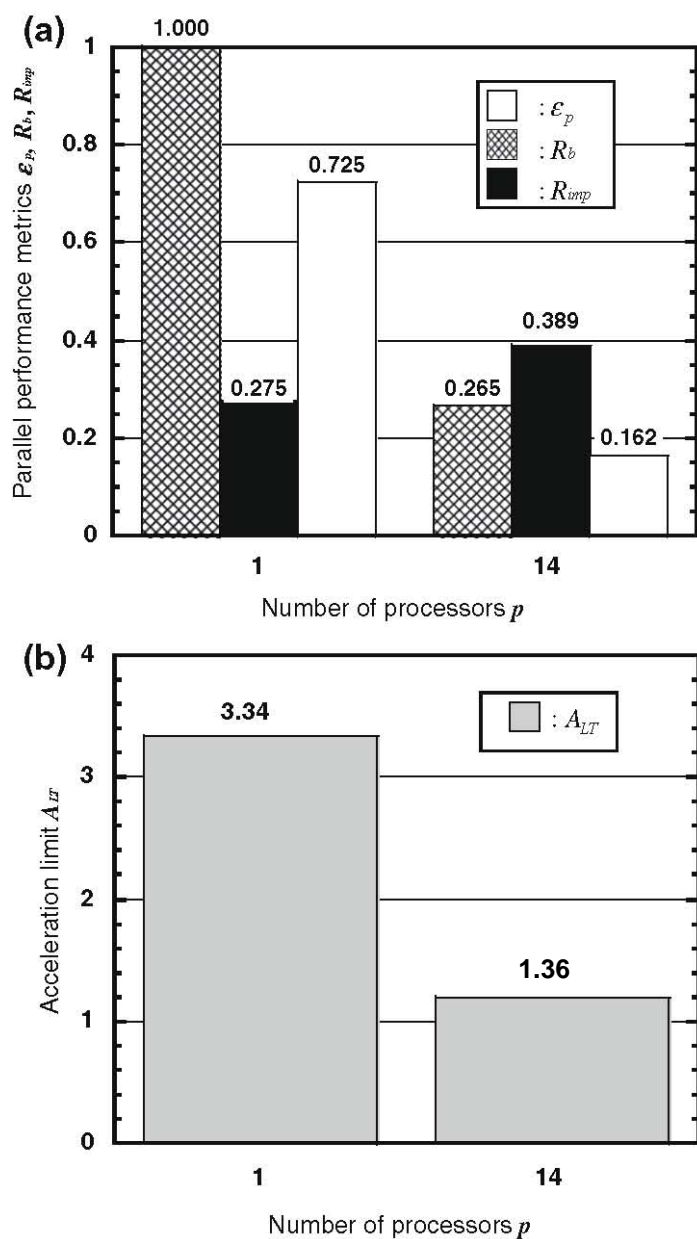 (a)
1.000
1
0.8
0.6
0.4
0.2
0
Parallel performance metrics εp, Rb, Rimp
: εp
: Rb
: Rimp
0.725
0.275
0.389
0.265
0.162
1
14
Number of processors p
(b)
4
3
2
1
0
Acceleration limit ALT
: ALT
3.34
1.36
1
14
Number of processors p